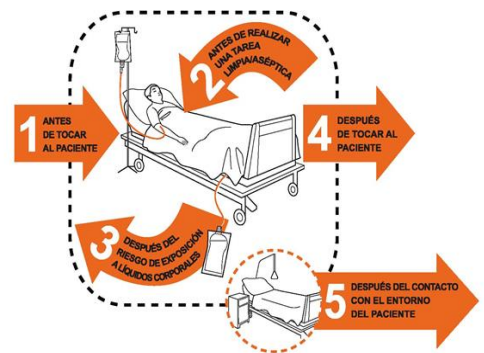 1 ANTES
DE TOCAR
AL PACIENTE
2 ANTES DE REALIZAR
UNA TAREA
LIMPIA/ASÉPTICA
3 DESPUÉS DEL
RIESGO DE EXPOSICIÓN
A LÍQUIDOS CORPORALES
4 DESPUÉS
DE TOCAR AL
PACIENTE
5 DESPUÉS DEL CONTACTO
CON EL ENTORNO
DEL PACIENTE